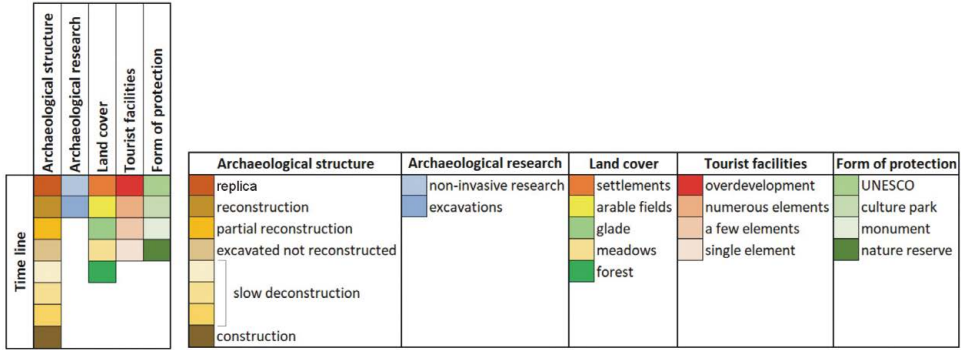 Archaeological structure
Archaeological research
Land cover
Tourist facilities
Form of protection
Time line
Archaeological structure Archaeological research Land cover Tourist facilities Form of protection
replica non-invasive research settlements overdevelopment UNESCO
reconstruction excavations arable fields numerous elements culture park
partial reconstruction glade a few elements monument
excavated not reconstructed meadows single element nature reserve
forest
slow deconstruction
construction